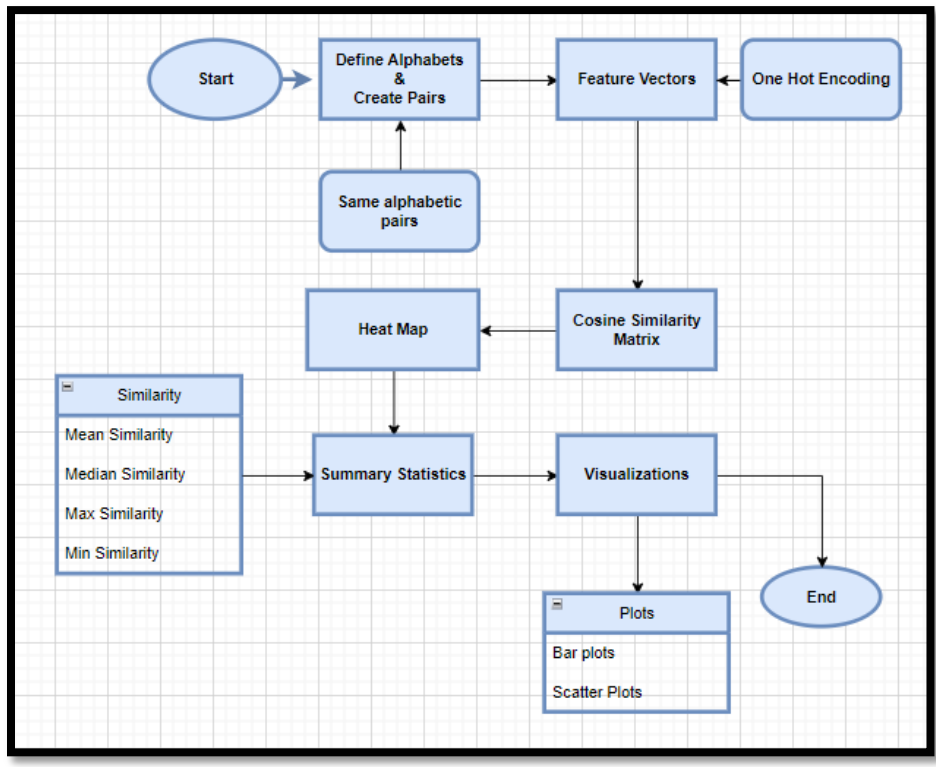 Start
Define Alphabets
&
Create Pairs
Feature Vectors
One Hot Encoding
Same alphabetic
pairs
Heat Map
Cosine Similarity
Matrix
Similarity
Mean Similarity
Median Similarity
Max Similarity
Min Similarity
Summary Statistics
Visualizations
End
Plots
Bar plots
Scatter Plots